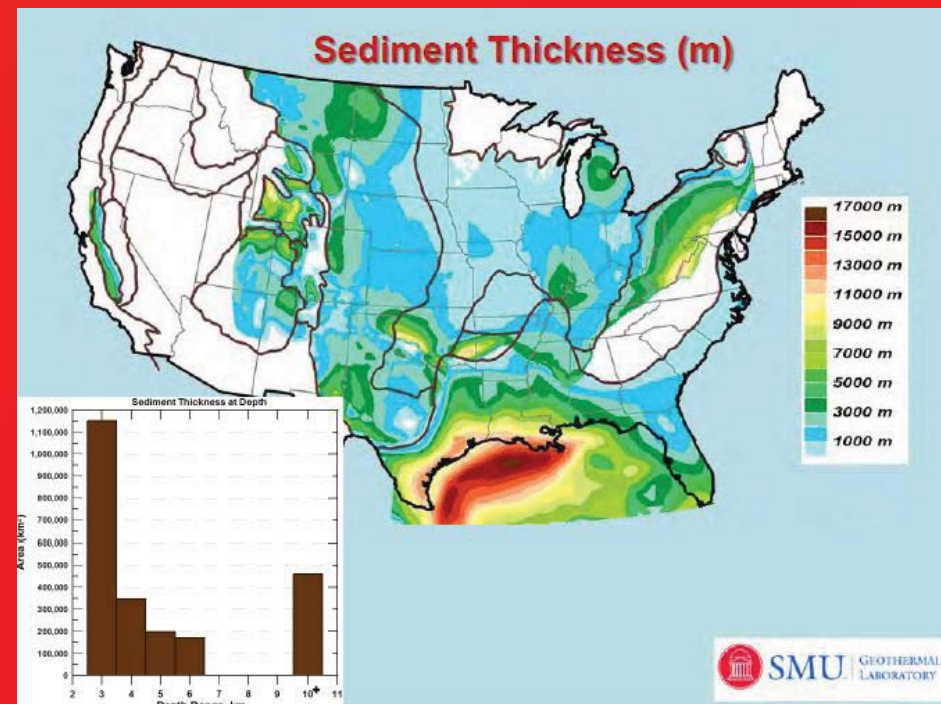 Sediment Thickness (m)
17000 m
15000 m
13000 m
11000 m
9000 m
7000 m
5000 m
3000 m
1000 m
Sediment Thickness at Depth
1,200,000
1,100,000
1,000,000
900,000
800,000
700,000
600,000
500,000
400,000
300,000
200,000
100,000
0
Area (km²)
2 3 4 5 6 7 8 9 10+ 11
Depth Range, km
SMU GEOTHERMAL
LABORATORY